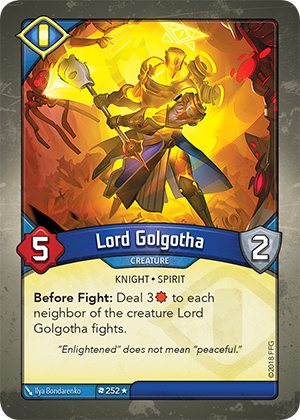 Lord Golgotha
CREATURE
5
2
KNIGHT • SPIRIT
Before Fight: Deal 3 to each
neighbor of the creature Lord
Golgotha fights.
"Enlightened" does not mean "peaceful."
Ilya Bondarenko
252 ★
©2018 FFG